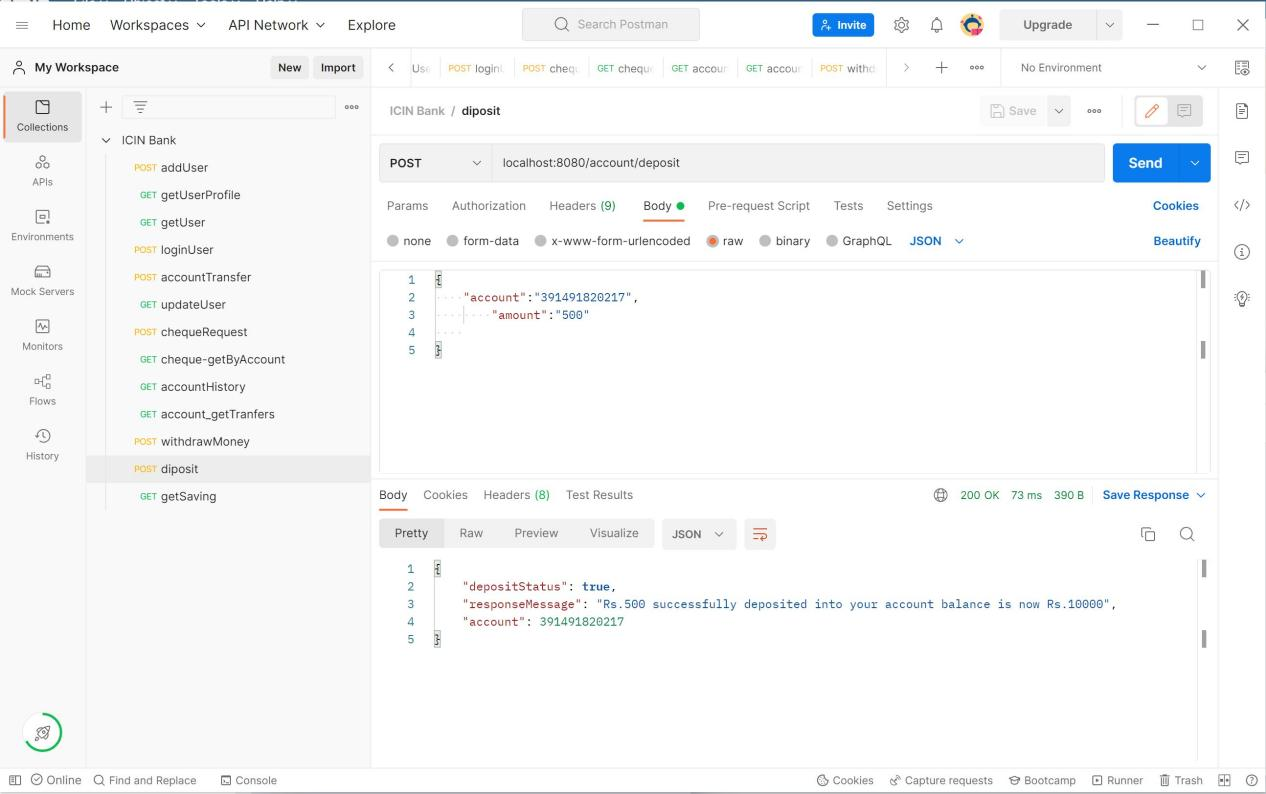 Home Workspaces API Network Explore Search Postman Invite Upgrade
My Workspace New Import POST POST GET GET GET POST No Environment
Collections
APIs
Environments
Mock Servers
Monitors
Flows
History
ICIN Bank
POST addUser
GET getUserProfile
GET getUser
POST loginUser
POST accountTransfer
GET updateUser
POST chequeRequest
GET cheque-getByAccount
GET accountHistory
GET account_getTranfers
POST withdrawMoney
POST diposit
GET getSaving
ICIN Bank / diposit Save
POST localhost:8080/account/deposit Send
Params Authorization Headers (9) Body Pre-request Script Tests Settings Cookies
none form-data x-www-form-urlencoded raw binary GraphQL JSON Beautify
1 {
2 "account":"391491820217",
3 "amount":"500"
4
5 }
Body Cookies Headers (8) Test Results 200 OK 73 ms 390 B Save Response
Pretty Raw Preview Visualize JSON
1 {
2 "depositStatus": true,
3 "responseMessage": "Rs.500 successfully deposited into your account balance is now Rs.10000",
4 "account": 391491820217
5 }
Online Find and Replace Console Cookies Capture requests Bootcamp Runner Trash